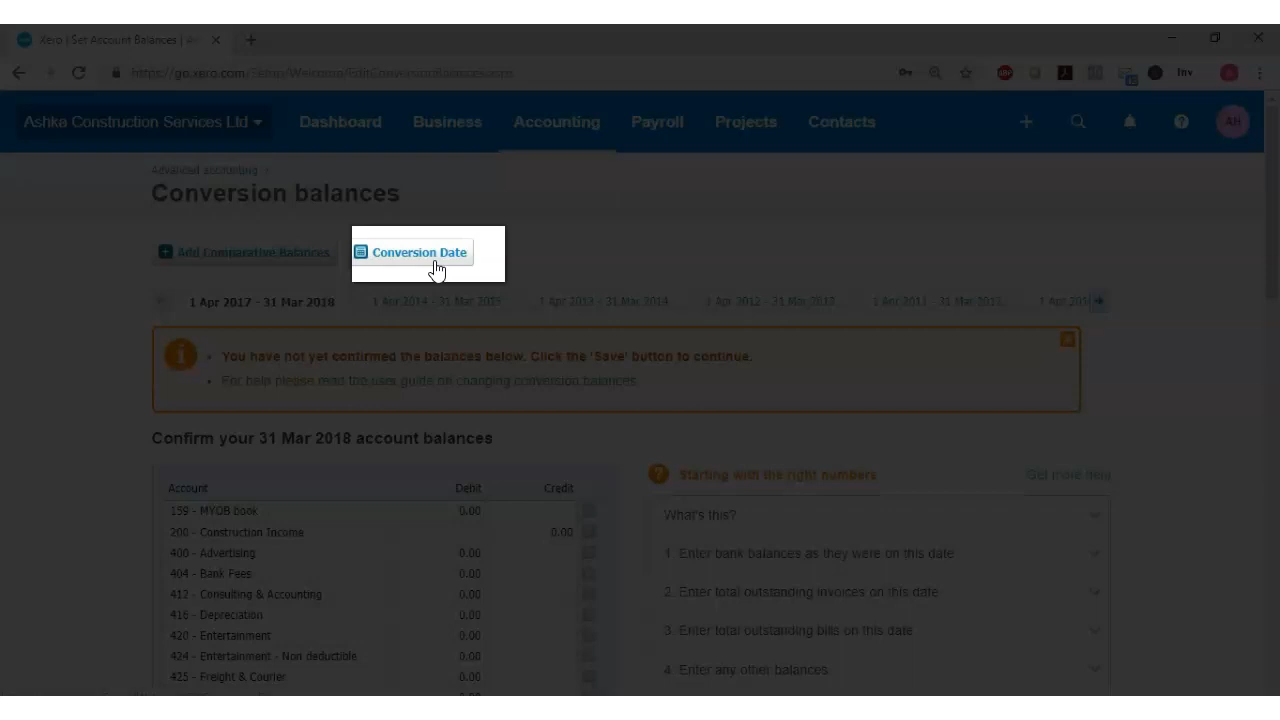 Xero | Set Account Balances |
https://go.xero.com/Setup/Welcome/EditConversionBalances.aspx
Inv
Ashka Construction Services Ltd
Dashboard
Business
Accounting
Payroll
Projects
Contacts
AH
Advanced accounting ›
Conversion balances
Add Comparative Balances
Conversion Date
1 Apr 2017 - 31 Mar 2018
1 Apr 2014 - 31 Mar 2015
1 Apr 2013 - 31 Mar 2014
1 Apr 2012 - 31 Mar 2013
1 Apr 2011 - 31 Mar 2012
1 Apr
• You have not yet confirmed the balances below. Click the 'Save' button to continue.
• For help please read the user guide on changing conversion balances
Confirm your 31 Mar 2018 account balances
Account Debit Credit
159 - MYOB book 0.00
200 - Construction Income 0.00
400 - Advertising 0.00
404 - Bank Fees 0.00
412 - Consulting & Accounting 0.00
416 - Depreciation 0.00
420 - Entertainment 0.00
424 - Entertainment - Non deductible 0.00
425 - Freight & Courier 0.00
Starting with the right numbers
Get more help
What's this?
1. Enter bank balances as they were on this date
2. Enter total outstanding invoices on this date
3. Enter total outstanding bills on this date
4. Enter any other balances